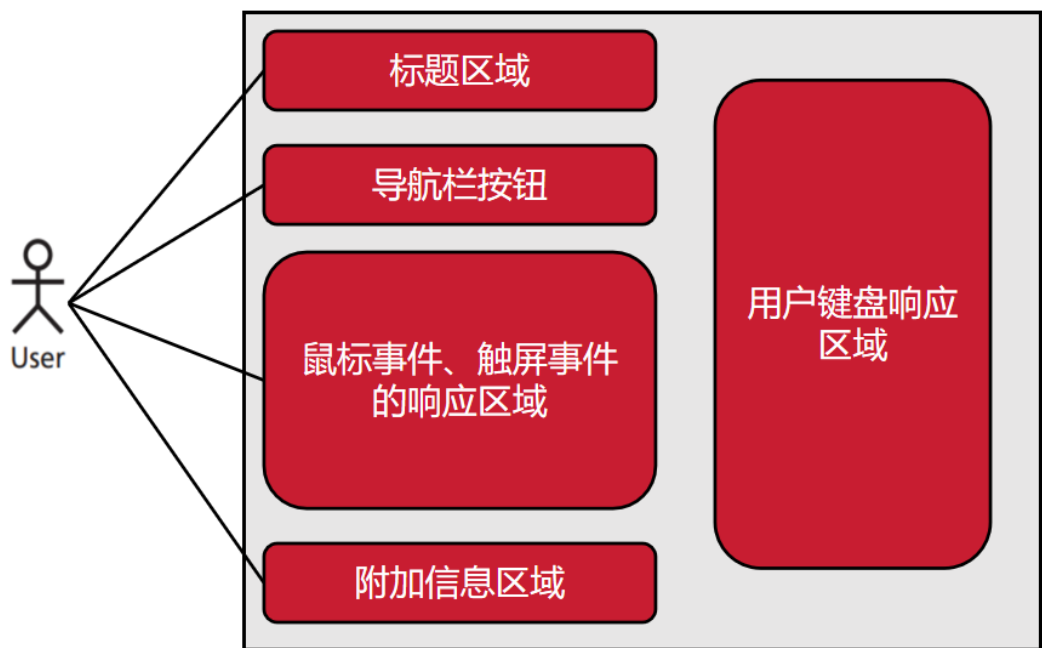 标题区域
导航栏按钮
鼠标事件、触屏事件
的响应区域
附加信息区域
用户键盘响应
区域
User